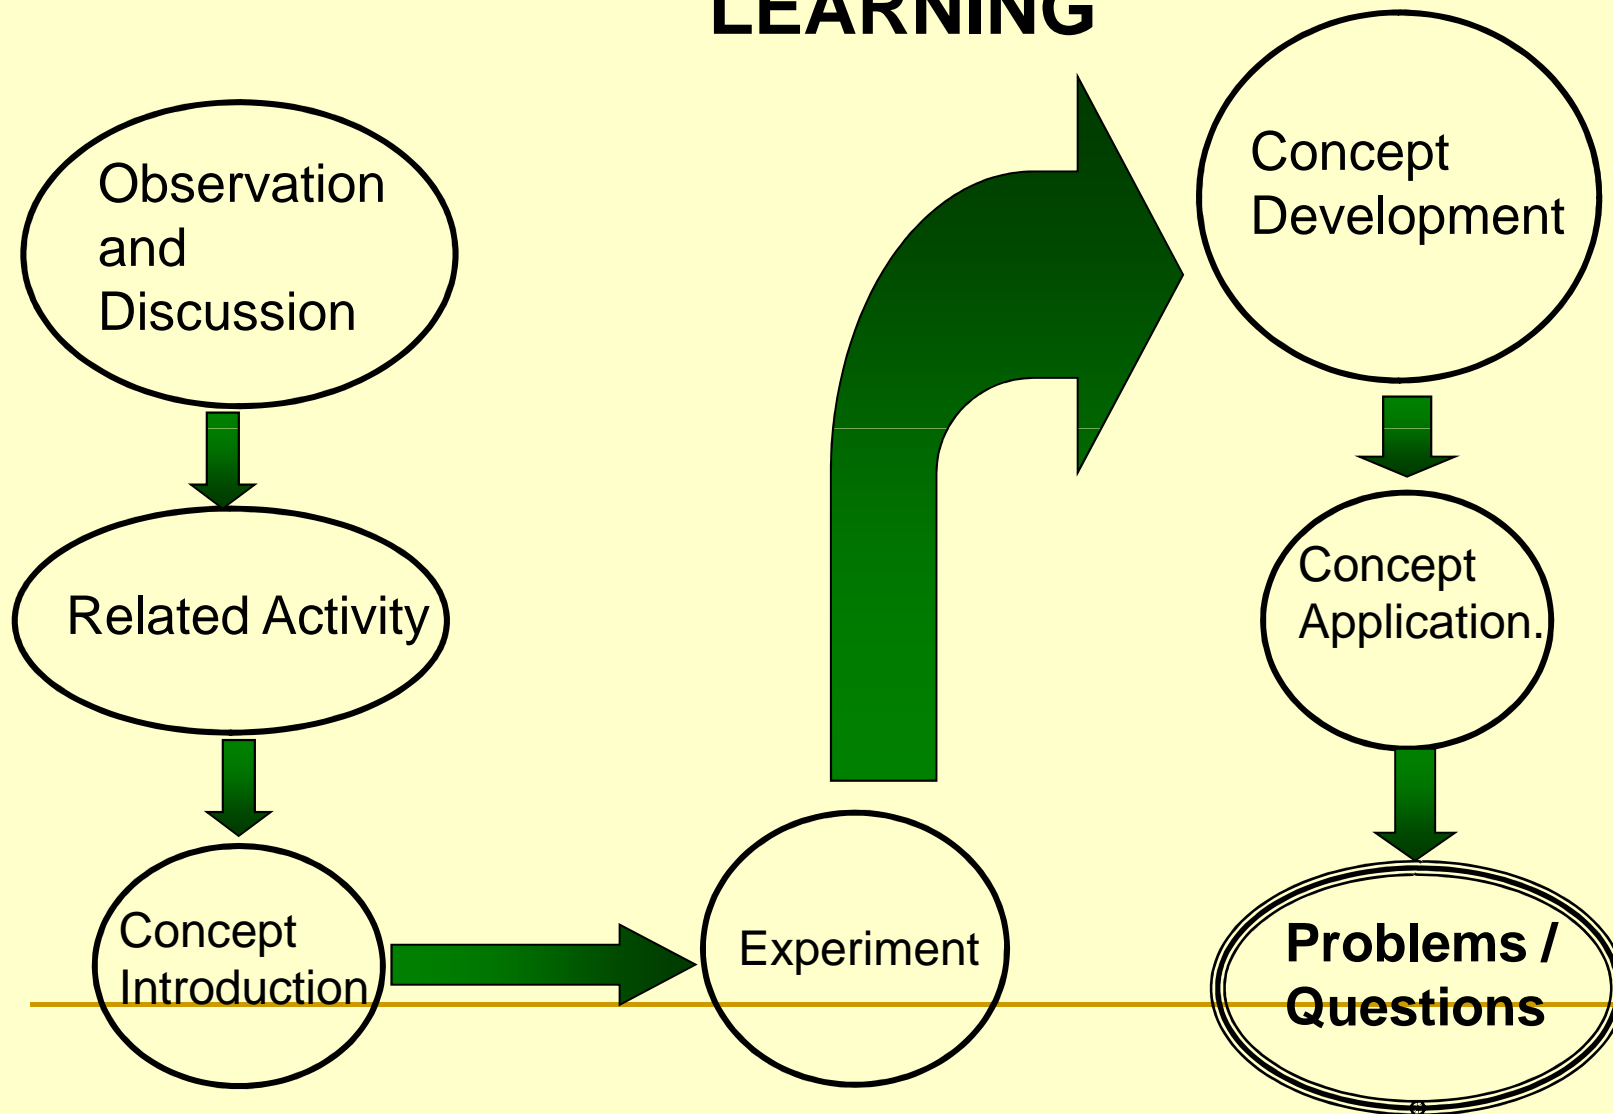 LEARNING
Observation
and
Discussion
Related Activity
Concept
Introduction
Experiment
Concept
Development
Concept
Application.
Problems /
Questions